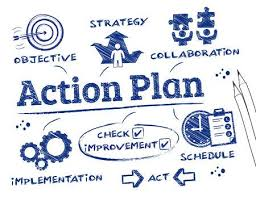 STRATEGY
OBJECTIVE
COLLABORATION
Action Plan
CHECK
iMPROVEMENT
SCHEDULE
iMPLEMENTATION
ACT